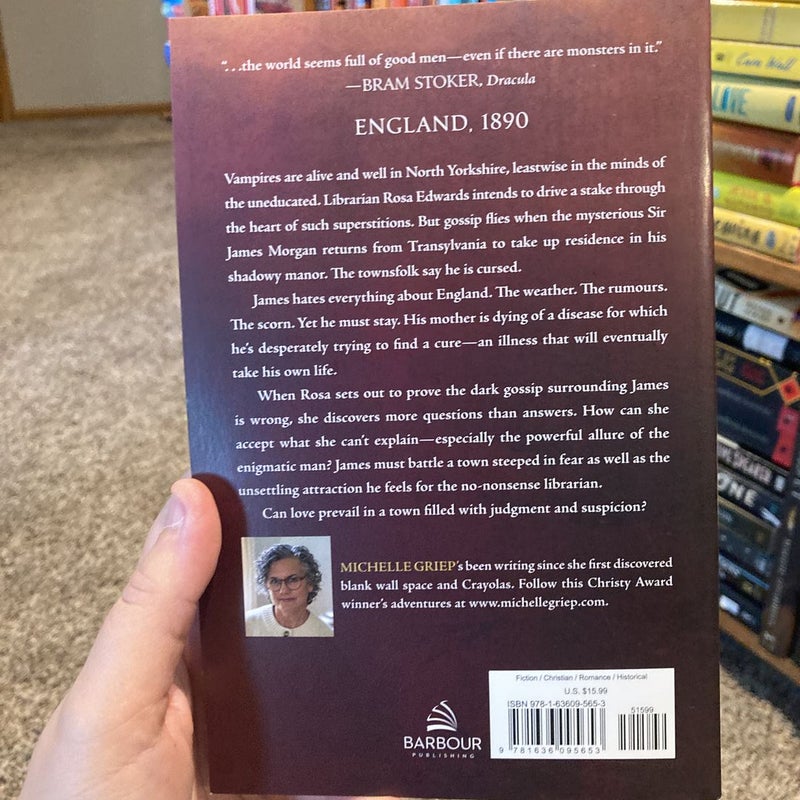 “. . .the world seems full of good men—even if there are monsters in it.”
—BRAM STOKER, Dracula
ENGLAND, 1890
Vampires are alive and well in North Yorkshire, leastwise in the minds of
the uneducated. Librarian Rosa Edwards intends to drive a stake through
the heart of such superstitions. But gossip flies when the mysterious Sir
James Morgan returns from Transylvania to take up residence in his
shadowy manor. The townsfolk say he is cursed.
James hates everything about England. The weather. The rumours.
The scorn. Yet he must stay. His mother is dying of a disease for which
he’s desperately trying to find a cure—an illness that will eventually
take his own life.
When Rosa sets out to prove the dark gossip surrounding James
is wrong, she discovers more questions than answers. How can she
accept what she can’t explain—especially the powerful allure of the
enigmatic man? James must battle a town steeped in fear as well as the
unsettling attraction he feels for the no-nonsense librarian.
Can love prevail in a town filled with judgment and suspicion?
MICHELLE GRIEP’s been writing since she first discovered
blank wall space and Crayolas. Follow this Christy Award
winner’s adventures at www.michellegriep.com.
Fiction / Christian / Romance / Historical
U.S. $15.99
ISBN 978-1-63609-565-3
51599
9 781636 095653
BARBOUR
PUBLISHING